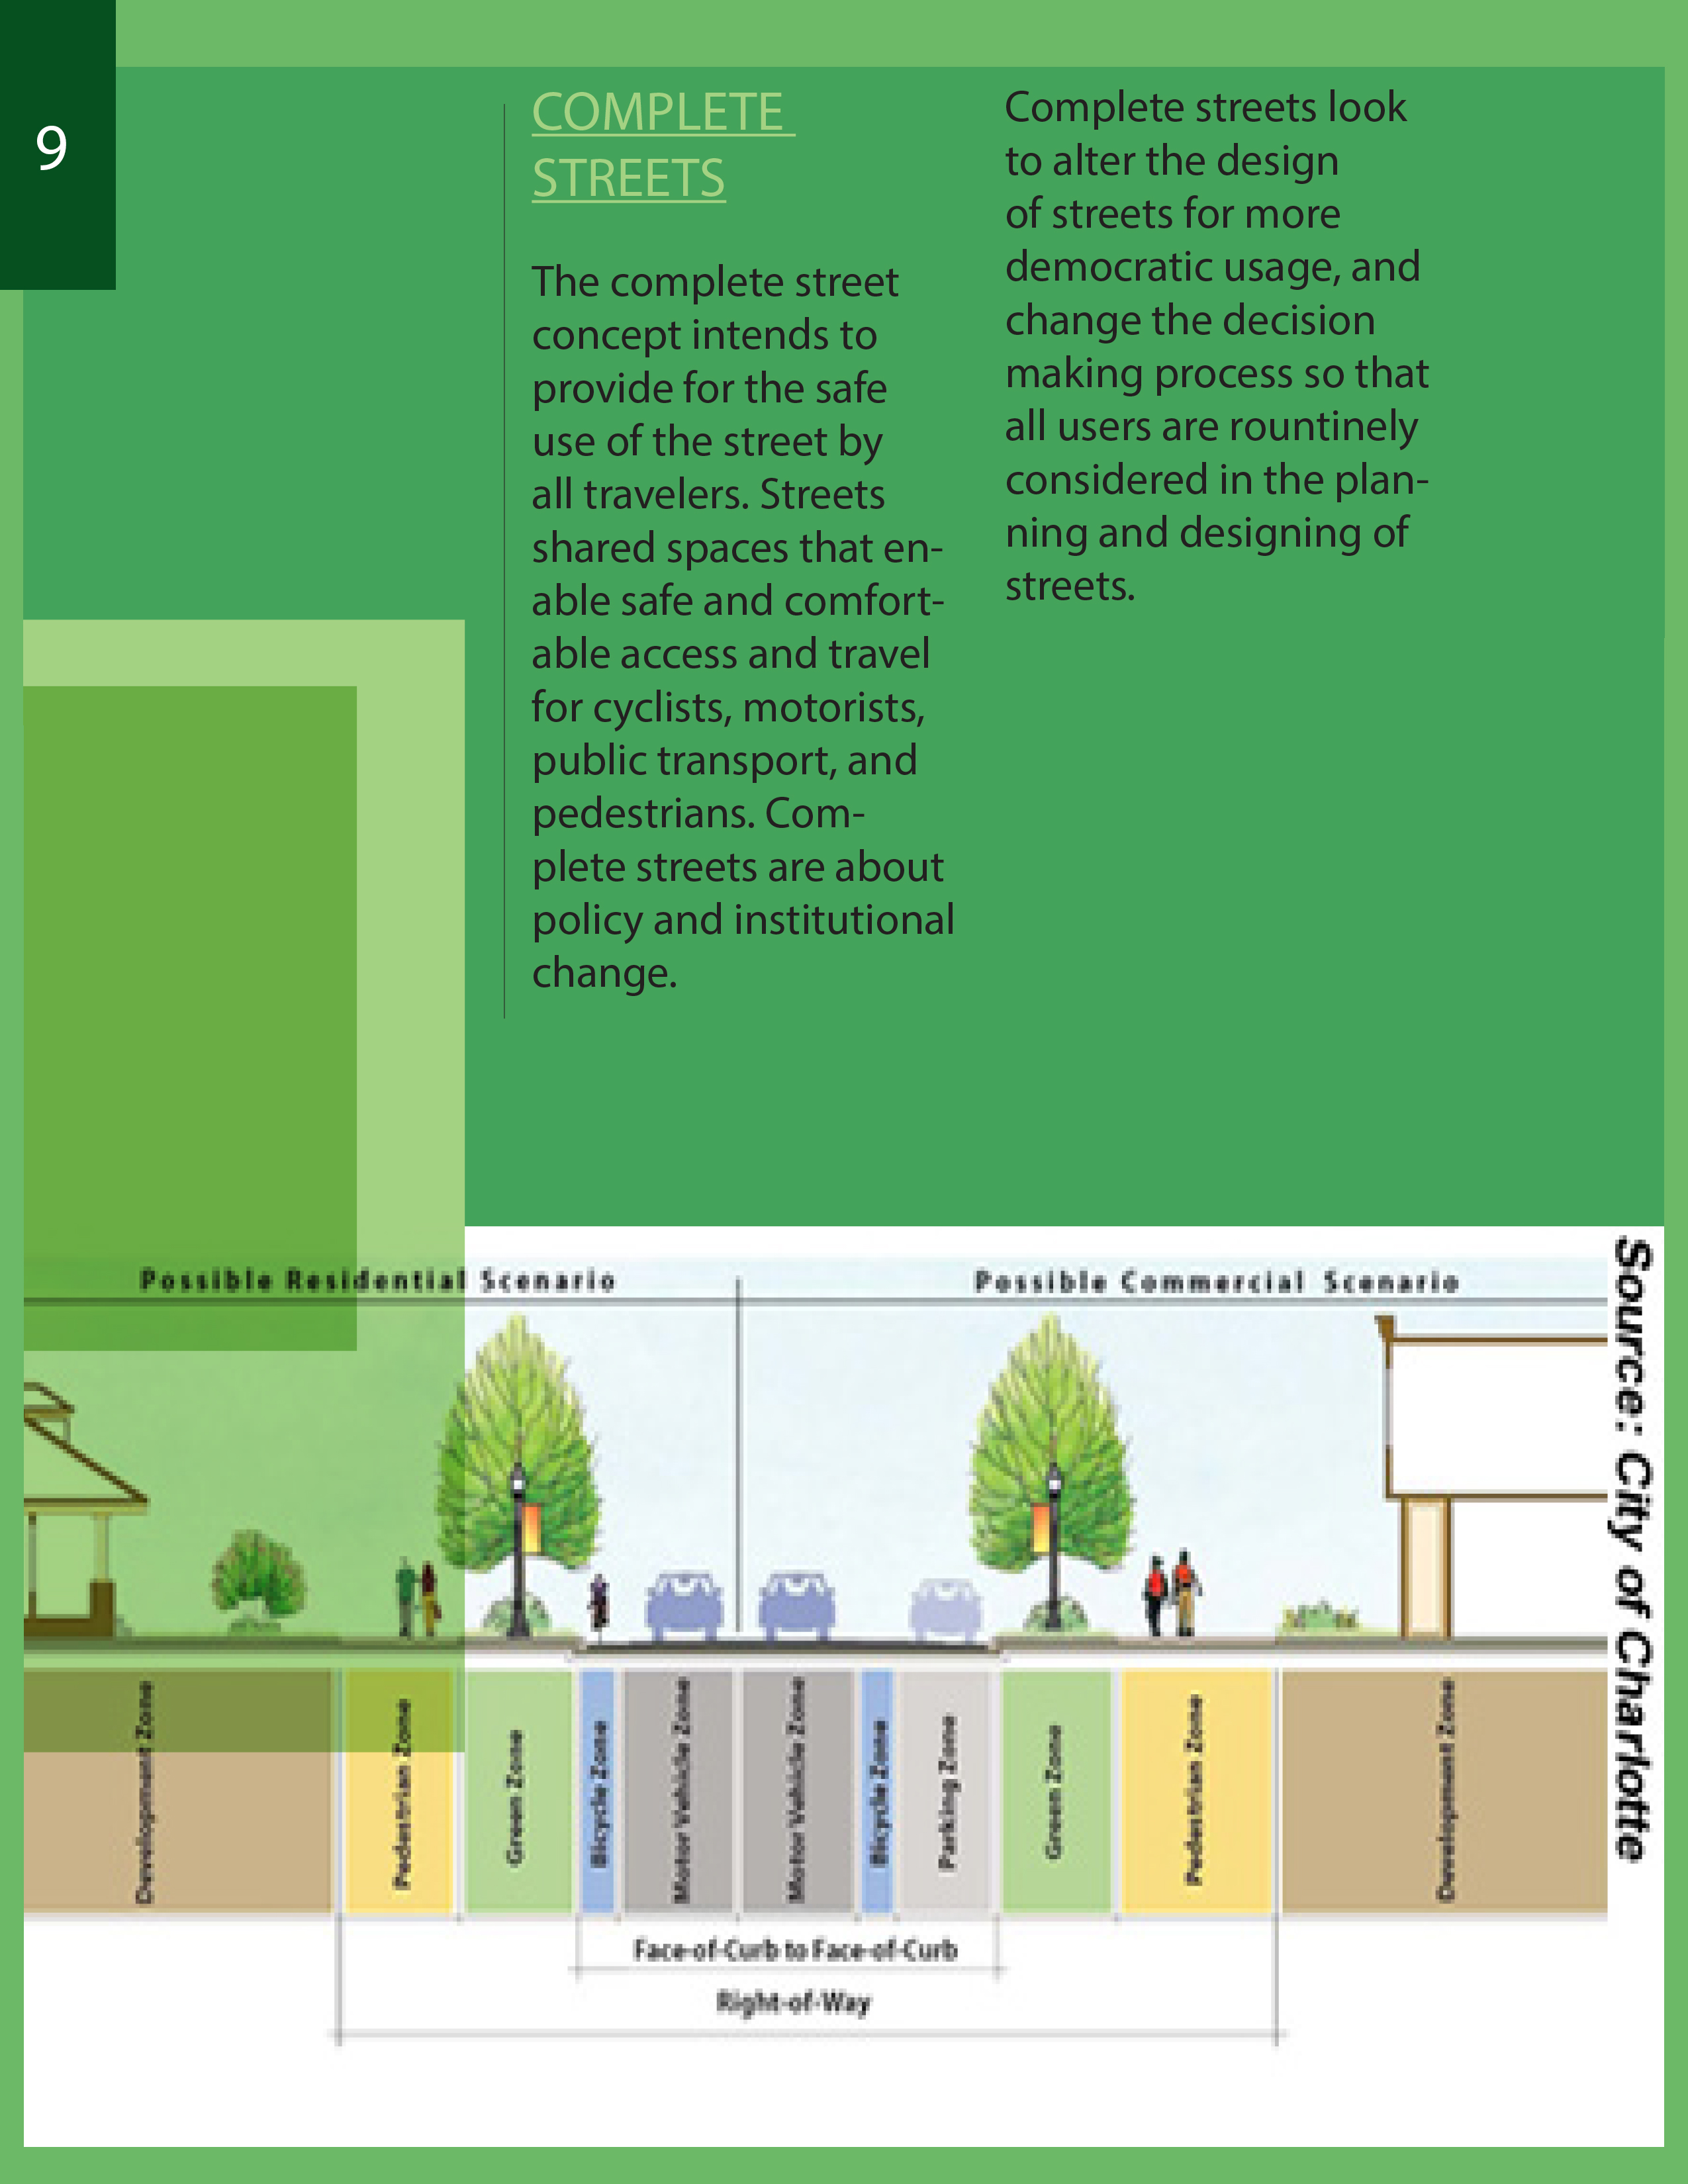 9
COMPLETE
STREETS
The complete street
concept intends to
provide for the safe
use of the street by
all travelers. Streets
shared spaces that en-
able safe and comfort-
able access and travel
for cyclists, motorists,
public transport, and
pedestrians. Com-
plete streets are about
policy and institutional
change.
Complete streets look
to alter the design
of streets for more
democratic usage, and
change the decision
making process so that
all users are rountinely
considered in the plan-
ning and designing of
streets.
Possible Residential Scenario
Possible Commercial Scenario
Development Zone
Pedestrian Zone
Green Zone
Bicycle Zone
Motor Vehicle Zone
Motor Vehicle Zone
Bicycle Zone
Parking Zone
Green Zone
Pedestrian Zone
Development Zone
Face-of-Curb to Face-of-Curb
Right-of-Way
Source: City of Charlotte